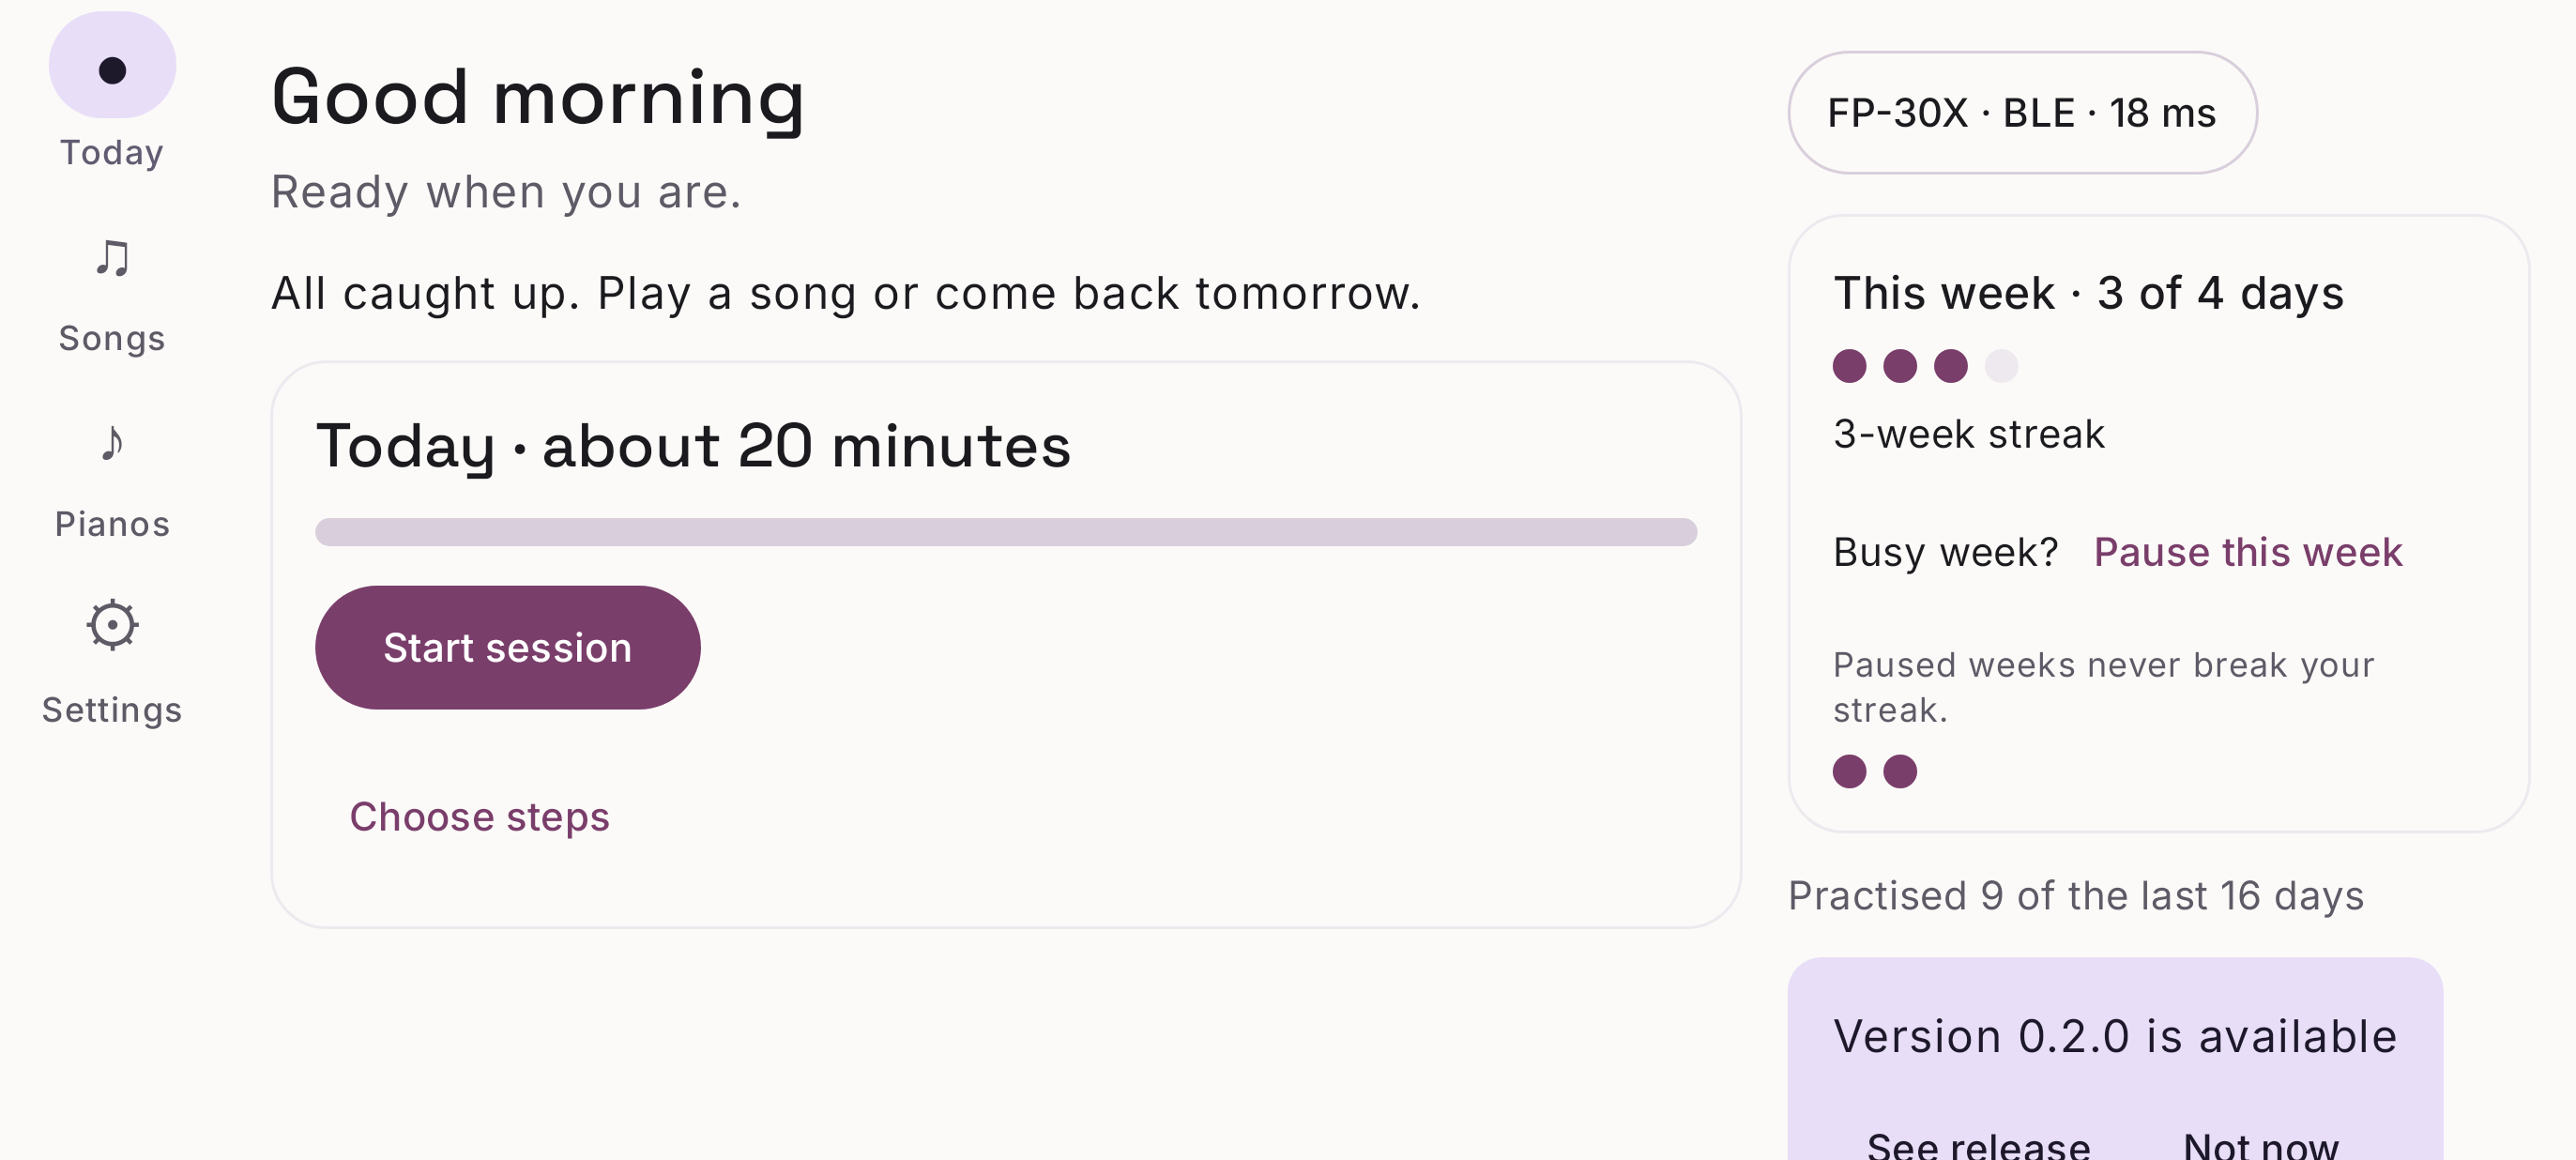 Today
Songs
Pianos
Settings
Good morning
Ready when you are.
All caught up. Play a song or come back tomorrow.
Today · about 20 minutes
Start session
Choose steps
FP-30X · BLE · 18 ms
This week · 3 of 4 days
3-week streak
Busy week? Pause this week
Paused weeks never break your
streak.
Practised 9 of the last 16 days
Version 0.2.0 is available
See release Not now